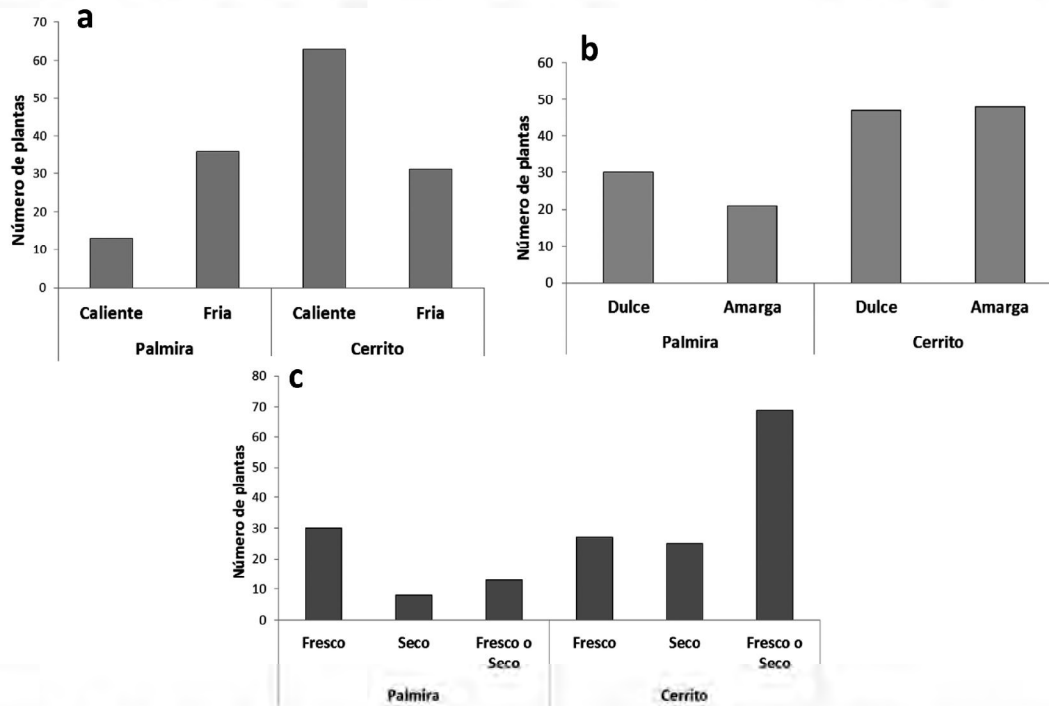 a
Número de plantas
70
60
50
40
30
20
10
0
Caliente Fria Caliente Fria
Palmira Cerrito
b
Número de plantas
60
50
40
30
20
10
0
Dulce Amarga Dulce Amarga
Palmira Cerrito
c
Número de plantas
80
70
60
50
40
30
20
10
0
Fresco Seco Fresco o Fresco Seco Fresco o
Seco Seco
Palmira Cerrito